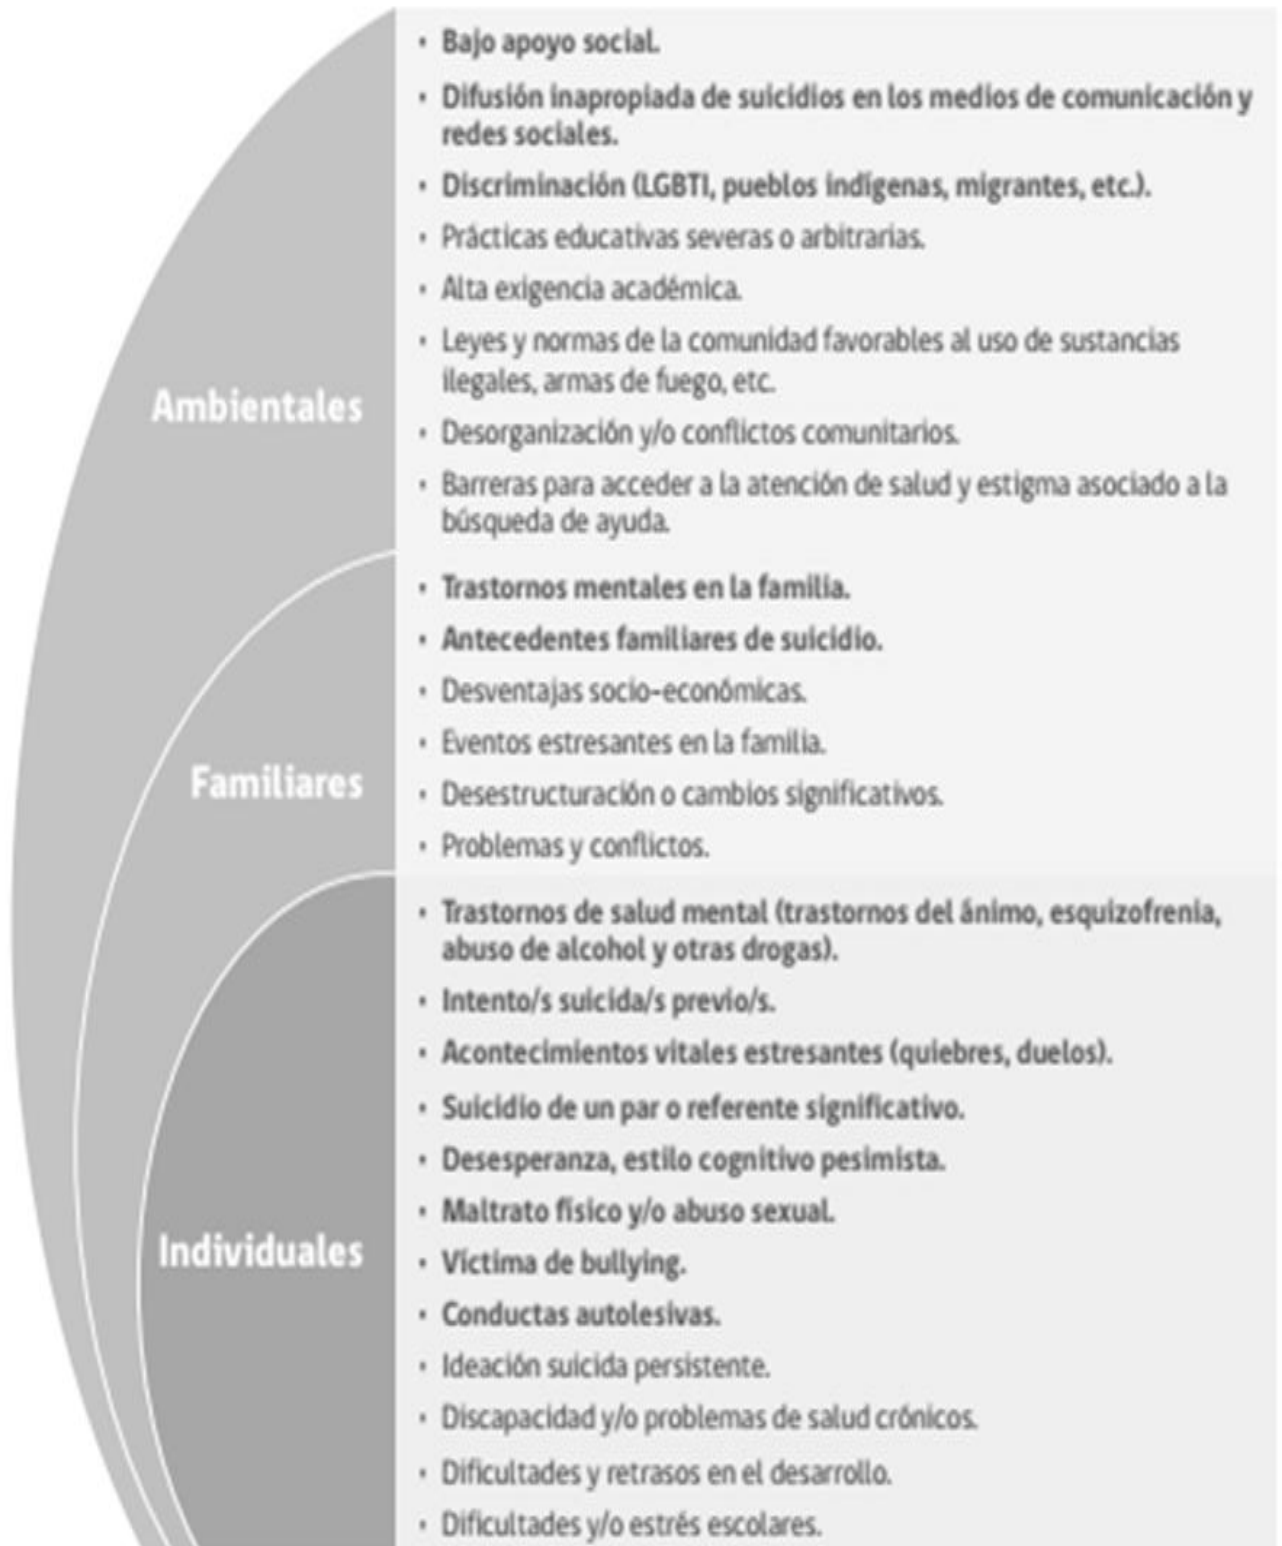 Ambientales
• Bajo apoyo social.
• Difusión inapropiada de suicidios en los medios de comunicación y
redes sociales.
• Discriminación (LGBTI, pueblos indígenas, migrantes, etc.).
• Prácticas educativas severas o arbitrarias.
• Alta exigencia académica.
• Leyes y normas de la comunidad favorables al uso de sustancias
ilegales, armas de fuego, etc.
• Desorganización y/o conflictos comunitarios.
• Barreras para acceder a la atención de salud y estigma asociado a la
búsqueda de ayuda.
Familiares
• Trastornos mentales en la familia.
• Antecedentes familiares de suicidio.
• Desventajas socio-económicas.
• Eventos estresantes en la familia.
• Desestructuración o cambios significativos.
• Problemas y conflictos.
Individuales
• Trastornos de salud mental (trastornos del ánimo, esquizofrenia,
abuso de alcohol y otras drogas).
• Intento/s suicida/s previo/s.
• Acontecimientos vitales estresantes (quiebres, duelos).
• Suicidio de un par o referente significativo.
• Desesperanza, estilo cognitivo pesimista.
• Maltrato físico y/o abuso sexual.
• Víctima de bullying.
• Conductas autolesivas.
• Ideación suicida persistente.
• Discapacidad y/o problemas de salud crónicos.
• Dificultades y retrasos en el desarrollo.
• Dificultades y/o estrés escolares.